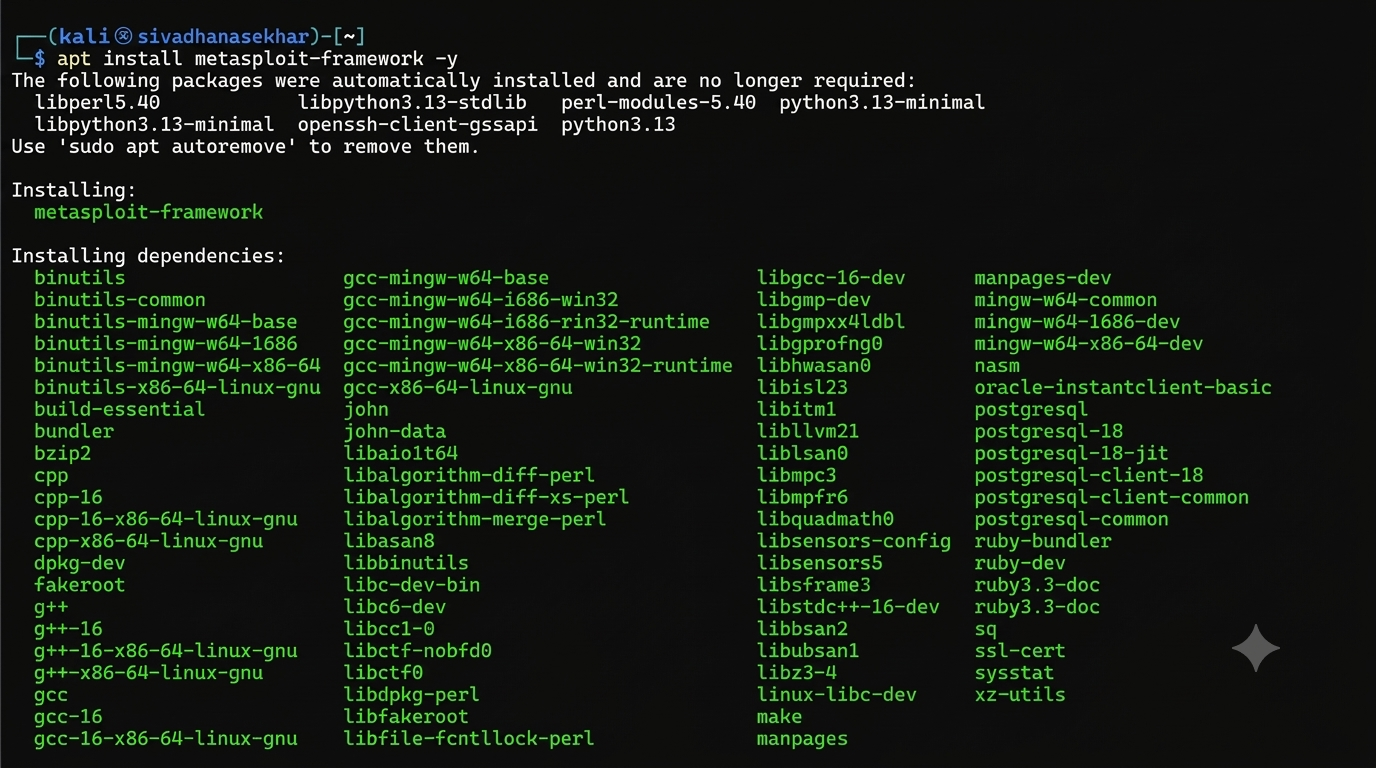 ┌──(kali㉿sivadhanasekhar)-[~]
└─$ apt install metasploit-framework -y
The following packages were automatically installed and are no longer required:
  libperl5.40            libpython3.13-stdlib   perl-modules-5.40  python3.13-minimal
  libpython3.13-minimal  openssh-client-gssapi  python3.13
Use 'sudo apt autoremove' to remove them.

Installing:
  metasploit-framework

Installing dependencies:
  binutils                   gcc-mingw-w64-base                  libgcc-16-dev     manpages-dev
  binutils-common            gcc-mingw-w64-i686-win32            libgmp-dev        mingw-w64-common
  binutils-mingw-w64-base    gcc-mingw-w64-i686-rin32-runtime    libgmpxx4ldbl     mingw-w64-1686-dev
  binutils-mingw-w64-1686    gcc-mingw-w64-x86-64-win32          libgprofng0       mingw-w64-x86-64-dev
  binutils-mingw-w64-x86-64  gcc-mingw-w64-x86-64-win32-runtime  libhwasan0        nasm
  binutils-x86-64-linux-gnu  gcc-x86-64-linux-gnu                libisl23          oracle-instantclient-basic
  build-essential            john                                libitm1           postgresql
  bundler                    john-data                           libllvm21         postgresql-18
  bzip2                      libaio1t64                          liblsan0          postgresql-18-jit
  cpp                        libalgorithm-diff-perl              libmpc3           postgresql-client-18
  cpp-16                     libalgorithm-diff-xs-perl           libmpfr6          postgresql-client-common
  cpp-16-x86-64-linux-gnu    libalgorithm-merge-perl             libquadmath0      postgresql-common
  cpp-x86-64-linux-gnu       libasan8                            libsensors-config ruby-bundler
  dpkg-dev                   libbinutils                         libsensors5       ruby-dev
  fakeroot                   libc-dev-bin                        libsframe3        ruby3.3-doc
  g++                        libc6-dev                           libstdc++-16-dev  ruby3.3-doc
  g++-16                     libcc1-0                            libbsan2          sq
  g++-16-x86-64-linux-gnu    libctf-nobfd0                       libubsan1         ssl-cert
  g++-x86-64-linux-gnu       libctf0                             libz3-4           sysstat
  gcc                        libdpkg-perl                        linux-libc-dev    xz-utils
  gcc-16                     libfakeroot                         make
  gcc-16-x86-64-linux-gnu    libfile-fcntllock-perl              manpages